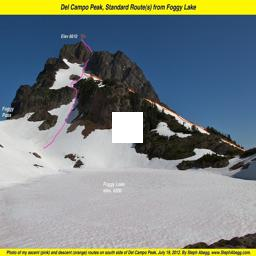 Del Campo Peak, Standard Route(s) from Foggy Lake
Elev 6610
Foggy
Pass
Foggy Lake
elev. 5200
Photo of my ascent (pink) and descent (orange) routes on south side of Del Campo Peak, July 19, 2012. By Steph Abegg, www.StephAbegg.com